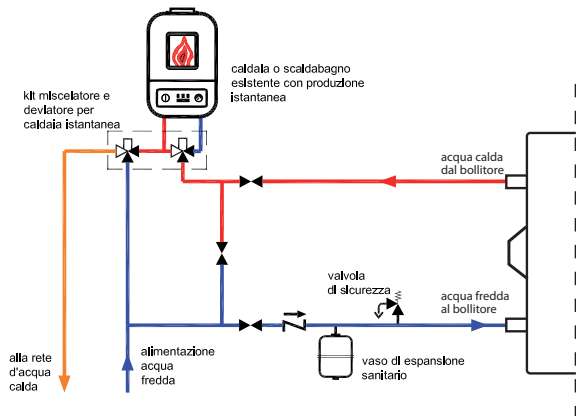 caldaia o scaldabagno
esistente con produzione
istantanea
kit miscelatore e
deviatore per
caldaia istantanea
acqua calda
dal bollitore
valvola
di sicurezza
acqua fredda
al bollitore
alla rete
d'acqua
calda
alimentazione
acqua
fredda
vaso di espansione
sanitario